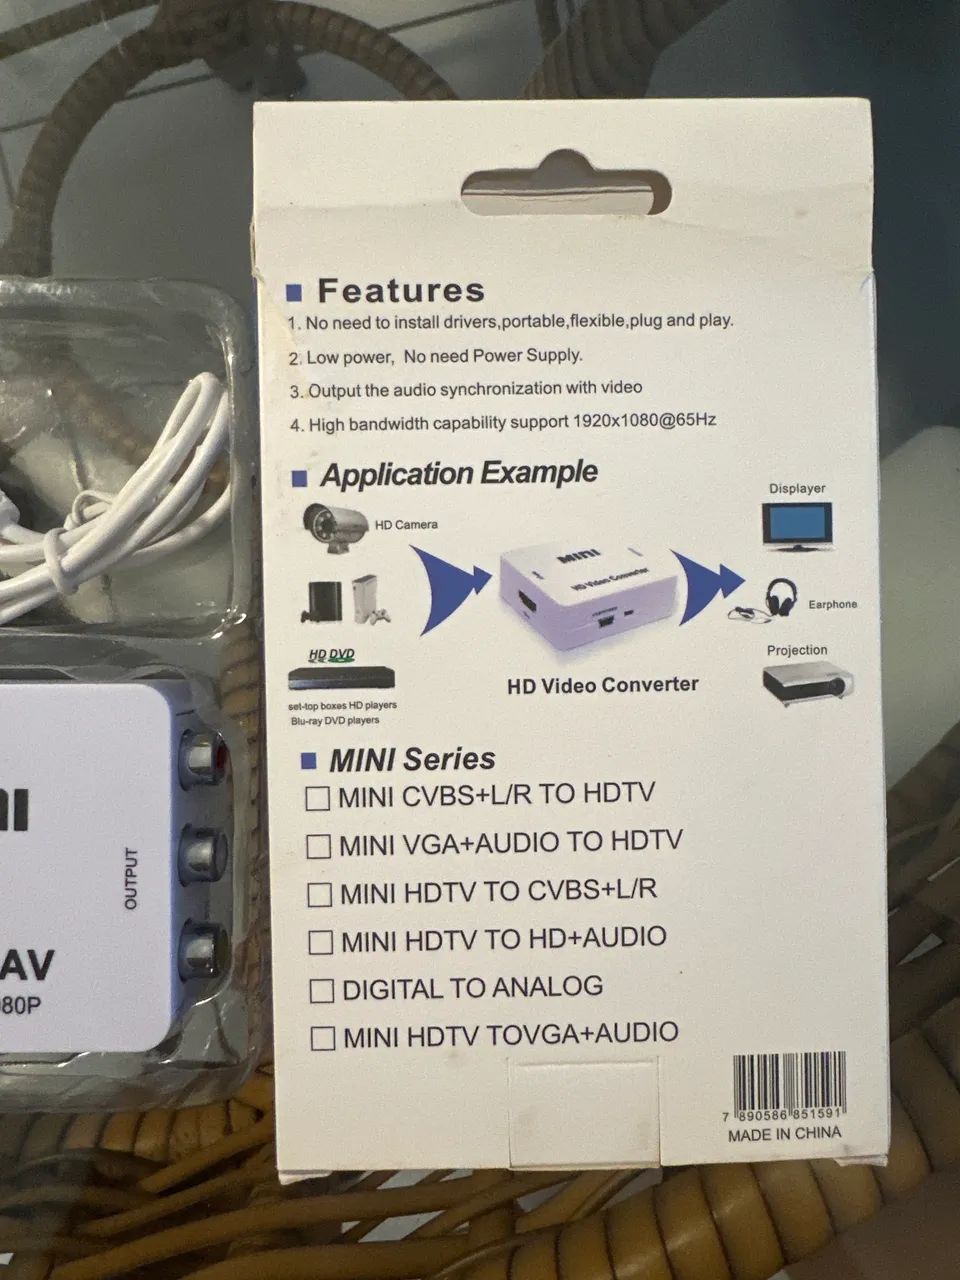 Features
1. No need to install drivers,portable,flexible,plug and play.
2. Low power, No need Power Supply.
3. Output the audio synchronization with video
4. High bandwidth capability support 1920x1080@65Hz
Application Example
HD Camera
HD DVD
set-top boxes HD players
Blu-ray DVD players
MINI
HD Video Converter
HD Video Converter
Displayer
Earphone
Projection
MINI Series
MINI CVBS+L/R TO HDTV
MINI VGA+AUDIO TO HDTV
MINI HDTV TO CVBS+L/R
MINI HDTV TO HD+AUDIO
DIGITAL TO ANALOG
MINI HDTV TOVGA+AUDIO
7 890586 851591
MADE IN CHINA
OUTPUT
AV
80P